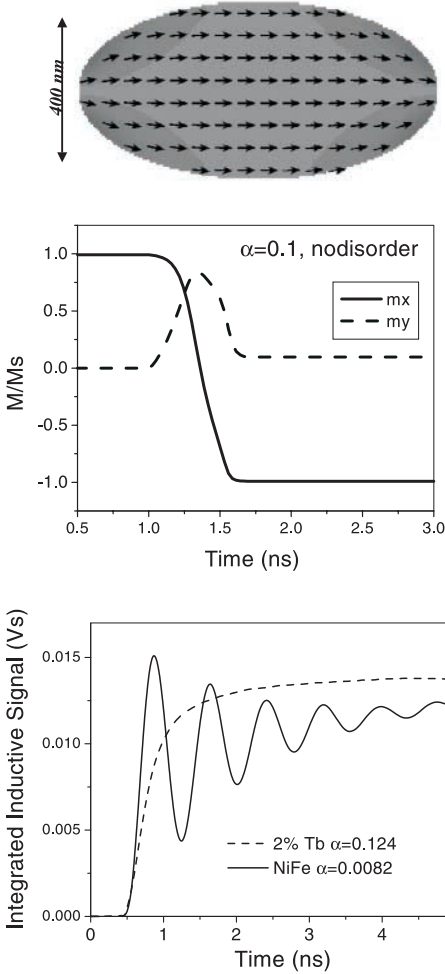 400 nm
α=0.1, nodisorder
mx
my
M/Ms
1.0
0.5
0.0
-0.5
-1.0
0.5 1.0 1.5 2.0 2.5 3.0
Time (ns)
Integrated Inductive Signal (Vs)
0.015
0.010
0.005
0.000
2% Tb α=0.124
NiFe α=0.0082
0 1 2 3 4
Time (ns)